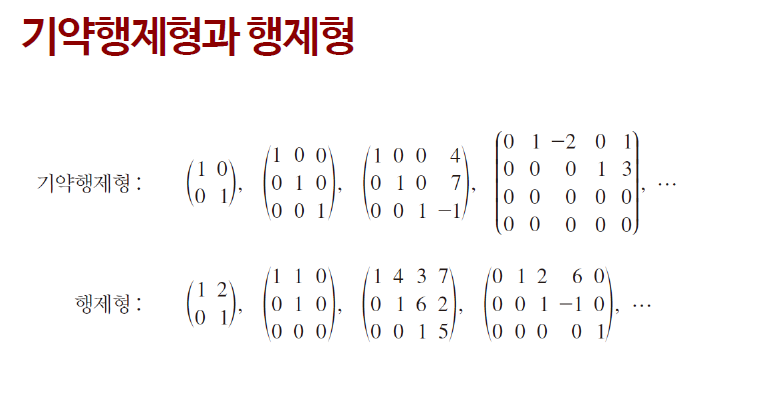 기약행제형과 행제형
기약행제형 : (1 0
0 1), (1 0 0
0 1 0
0 0 1), (1 0 0 4
0 1 0 7
0 0 1 −1), (0 1 −2 0 1
0 0 0 1 3
0 0 0 0 0
0 0 0 0 0), ⋯
행제형 : (1 2
0 1), (1 1 0
0 1 0
0 0 0), (1 4 3 7
0 1 6 2
0 0 1 5), (0 1 2 6 0
0 0 1 −1 0
0 0 0 0 1), ⋯